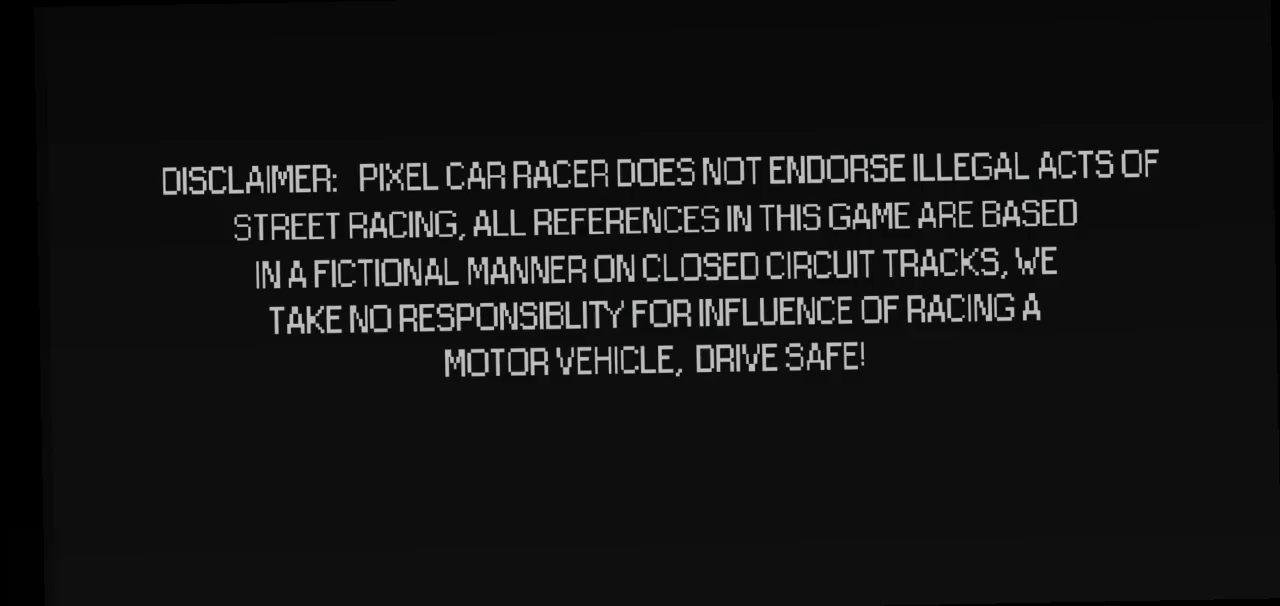 DISCLAIMER: PIXEL CAR RACER DOES NOT ENDORSE ILLEGAL ACTS OF
STREET RACING, ALL REFERENCES IN THIS GAME ARE BASED
IN A FICTIONAL MANNER ON CLOSED CIRCUIT TRACKS, WE
TAKE NO RESPONSIBLITY FOR INFLUENCE OF RACING A
MOTOR VEHICLE, DRIVE SAFE!